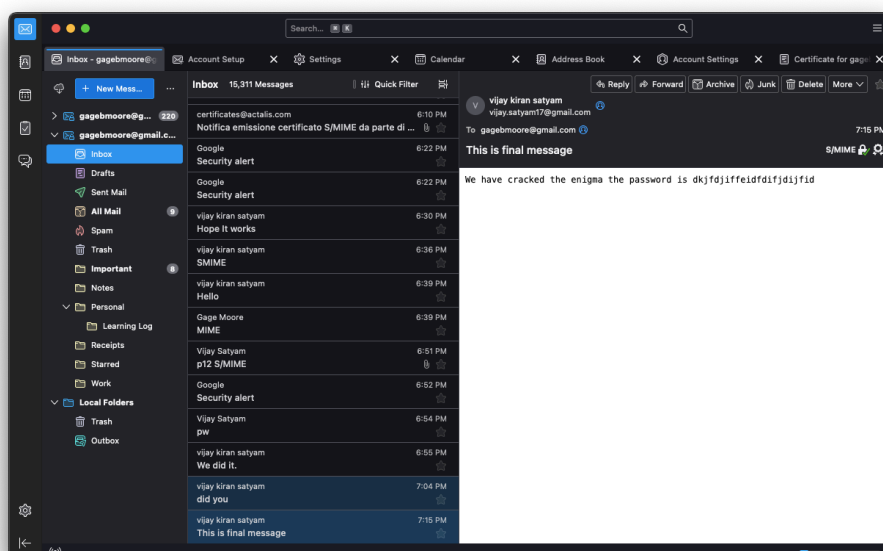 Search... ⌘ K
Inbox - gagebmoore@g
Account Setup
Settings
Calendar
Address Book
Account Settings
Certificate for gage
+ New Mess...
Inbox 15,311 Messages
Quick Filter
Reply
Forward
Archive
Junk
Delete
More
gagebmoore@g... 220
gagebmoore@gmail.c...
Inbox
Drafts
Sent Mail
All Mail 9
Spam
Trash
Important 8
Notes
Personal
Learning Log
Receipts
Starred
Work
Local Folders
Trash
Outbox
certificates@actalis.com 6:10 PM
Notifica emissione certificato S/MIME da parte di ...
Google 6:22 PM
Security alert
Google 6:22 PM
Security alert
vijay kiran satyam 6:30 PM
Hope It works
vijay kiran satyam 6:36 PM
SMIME
vijay kiran satyam 6:39 PM
Hello
Gage Moore 6:39 PM
MIME
Vijay Satyam 6:51 PM
p12 S/MIME
Google 6:52 PM
Security alert
Vijay Satyam 6:54 PM
pw
vijay kiran satyam 6:55 PM
We did it.
vijay kiran satyam 7:04 PM
did you
vijay kiran satyam 7:15 PM
This is final message
V
vijay kiran satyam
vijay.satyam17@gmail.com
To gagebmoore@gmail.com 7:15 PM
This is final message S/MIME
We have cracked the enigma the password is dkjfdjiffeidfdifjdijfid